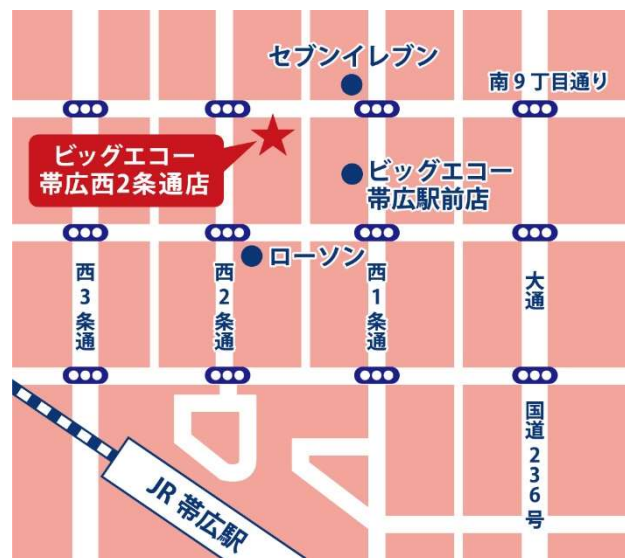 セブンイレブン
南9丁目通り
ビッグエコー
帯広西2条通店
ビッグエコー
帯広駅前店
ローソン
西3条通
西2条通
西1条通
大通
国道236号
JR 帯広駅